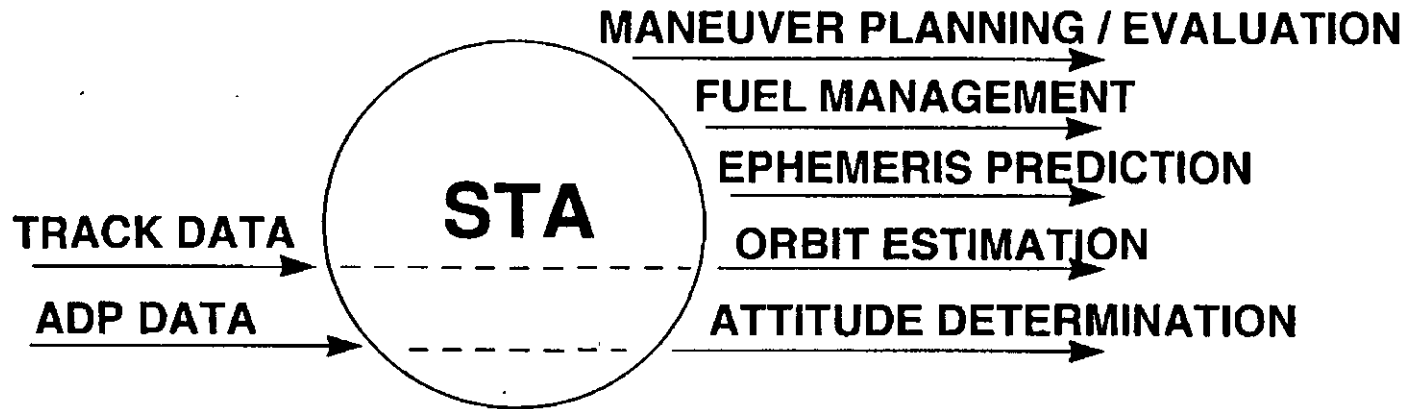 MANEUVER PLANNING / EVALUATION
FUEL MANAGEMENT
EPHEMERIS PREDICTION
STA
TRACK DATA
ORBIT ESTIMATION
ADP DATA
ATTITUDE DETERMINATION